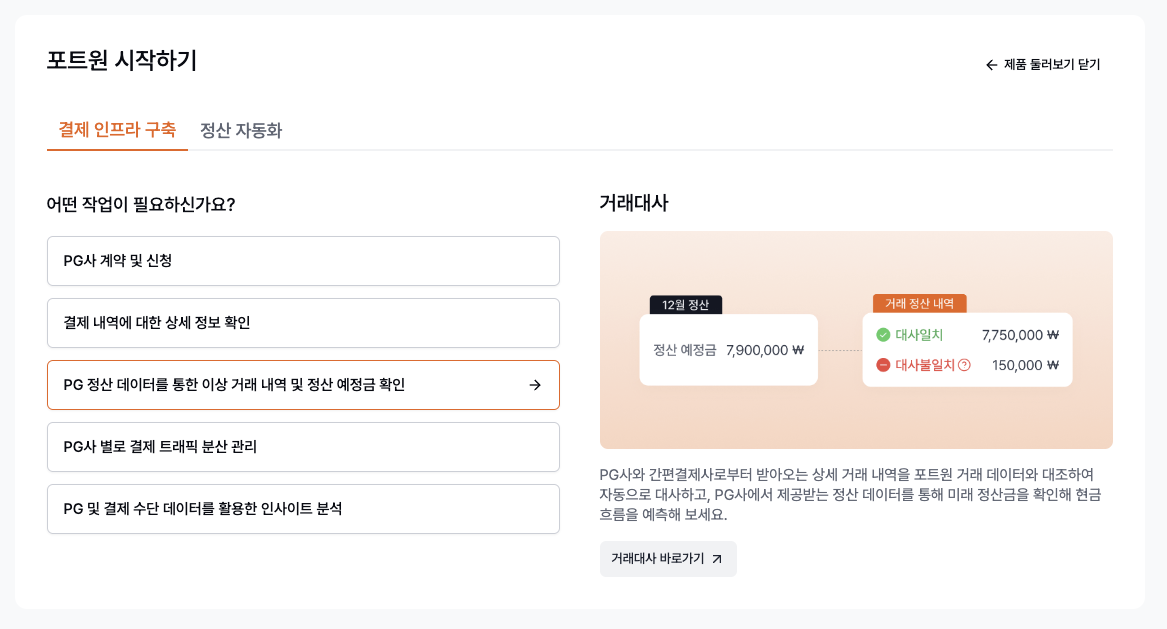 포트원 시작하기
제품 둘러보기 닫기
결제 인프라 구축
정산 자동화
어떤 작업이 필요하신가요?
PG사 계약 및 신청
결제 내역에 대한 상세 정보 확인
PG 정산 데이터를 통한 이상 거래 내역 및 정산 예정금 확인
PG사 별로 결제 트래픽 분산 관리
PG 및 결제 수단 데이터를 활용한 인사이트 분석
거래대사
12월 정산
정산 예정금 7,900,000 ₩
거래 정산 내역
대사일치 7,750,000 ₩
대사불일치 150,000 ₩
PG사와 간편결제사로부터 받아오는 상세 거래 내역을 포트원 거래 데이터와 대조하여
자동으로 대사하고, PG사에서 제공받는 정산 데이터를 통해 미래 정산금을 확인해 현금
흐름을 예측해 보세요.
거래대사 바로가기